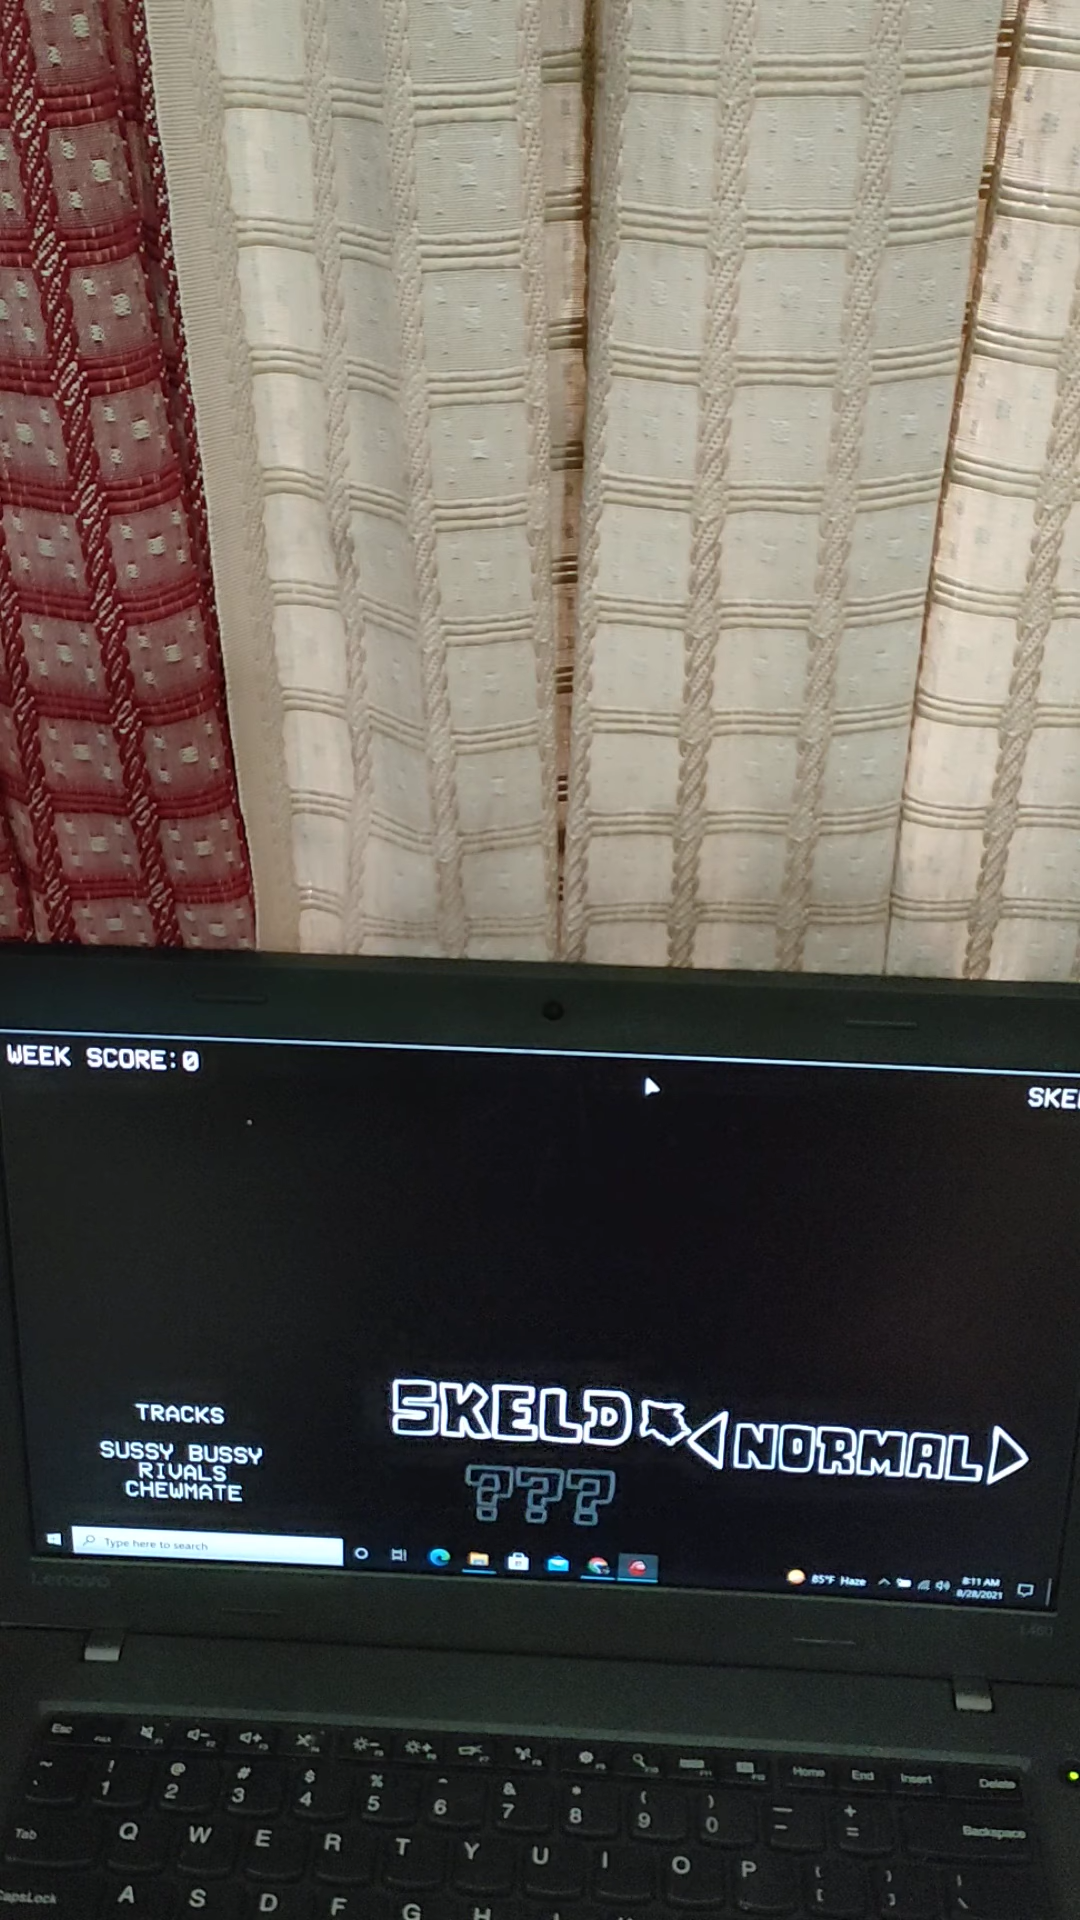 WEEK SCORE:0
SKE
TRACKS
SUSSY BUSSY
RIVALS
CHEWMATE
SKELD
NORMAL
???
Type here to search
85°F Haze
8:11 AM
8/28/2021
Lenovo
L460
Esc
Home End Insert Delete
~ ! @ # $ % ^ & * ( ) — +
` 1 2 3 4 5 6 7 8 9 0 - = Backspace
Tab Q W E R T Y U I O P
CapsLock A S D F G H